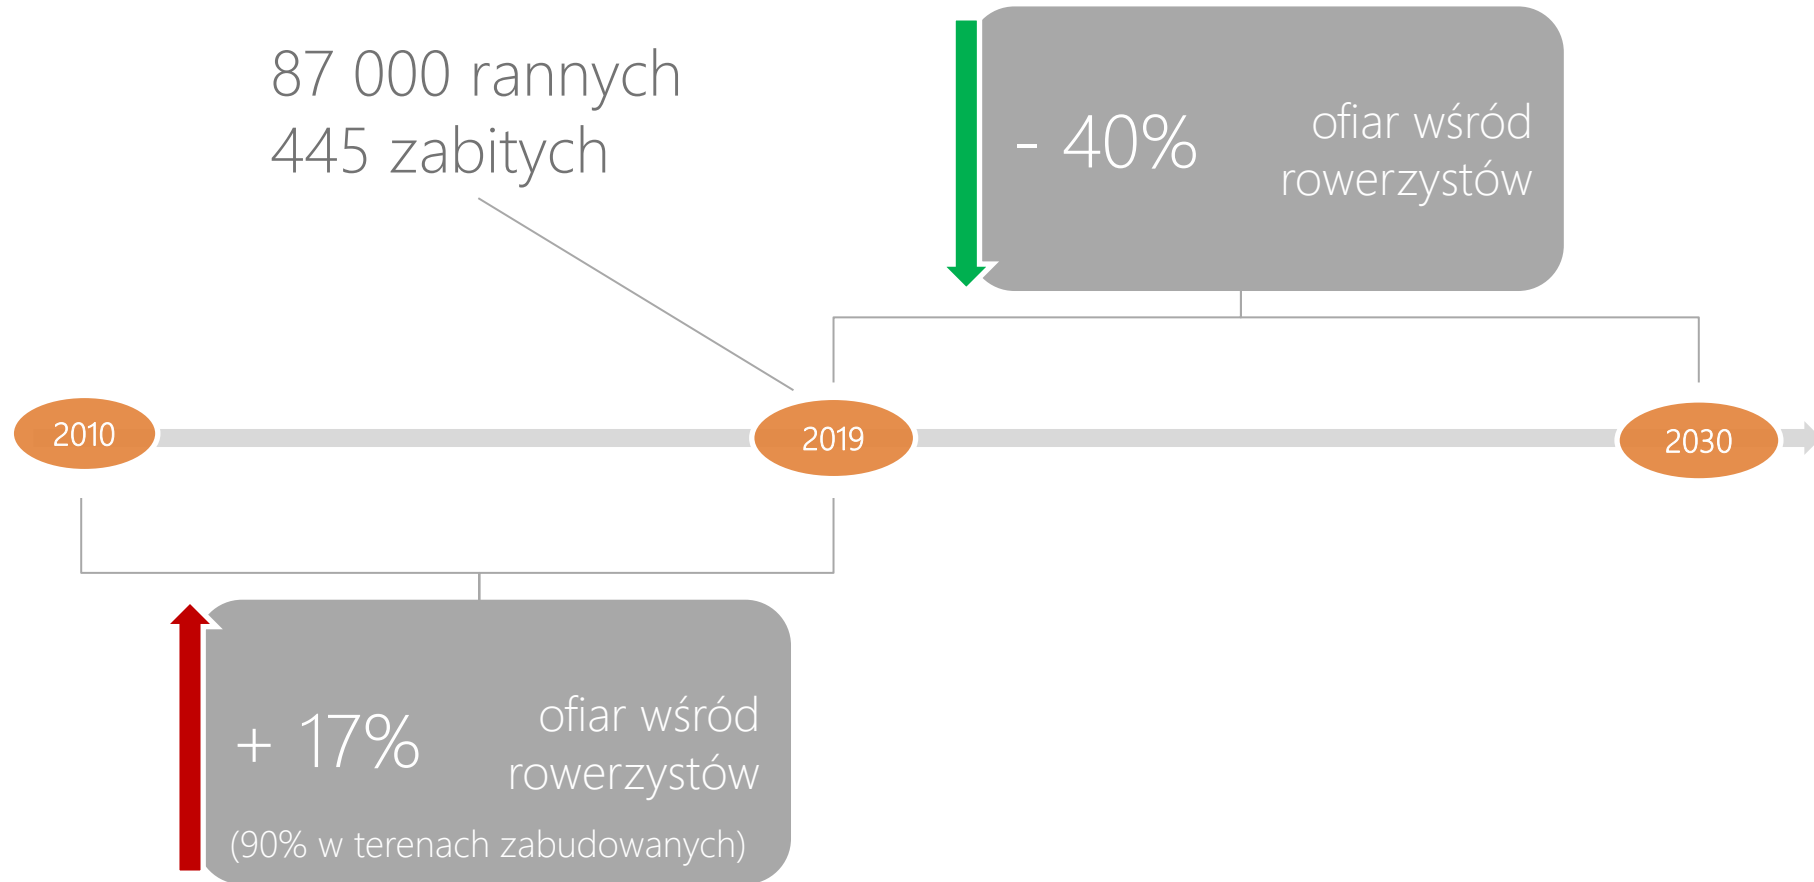 87 000 rannych
445 zabitych
- 40%
ofiar wśród
rowerzystów
2010
2019
2030
+ 17%
ofiar wśród
rowerzystów
(90% w terenach zabudowanych)